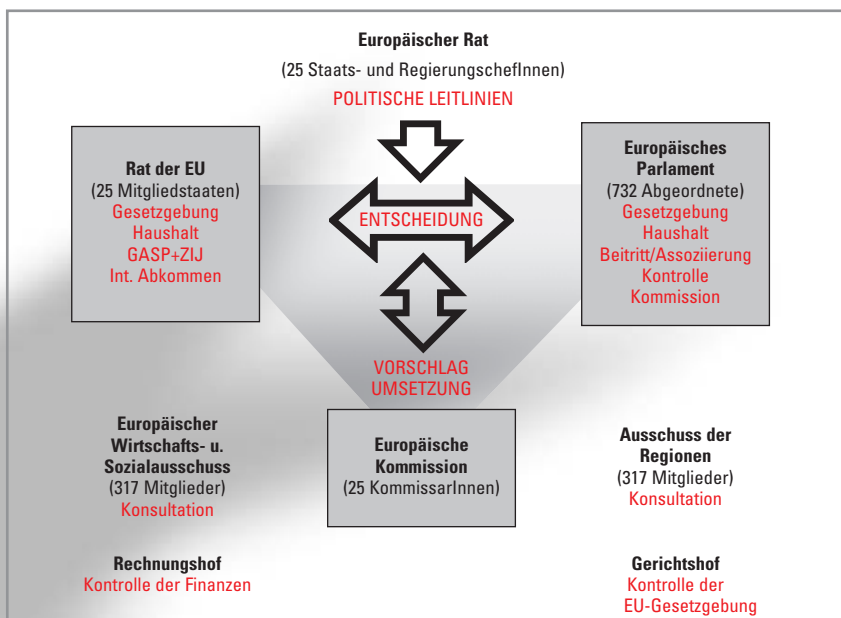 Europäischer Rat
(25 Staats- und RegierungschefInnen)
POLITISCHE LEITLINIEN
Rat der EU
(25 Mitgliedstaaten)
Gesetzgebung
Haushalt
GASP+ZIJ
Int. Abkommen
ENTSCHEIDUNG
Europäisches
Parlament
(732 Abgeordnete)
Gesetzgebung
Haushalt
Beitritt/Assoziierung
Kontrolle
Kommission
VORSCHLAG
UMSETZUNG
Europäischer
Wirtschafts- u.
Sozialausschuss
(317 Mitglieder)
Konsultation
Europäische
Kommission
(25 KommissarInnen)
Ausschuss der
Regionen
(317 Mitglieder)
Konsultation
Rechnungshof
Kontrolle der Finanzen
Gerichtshof
Kontrolle der
EU-Gesetzgebung